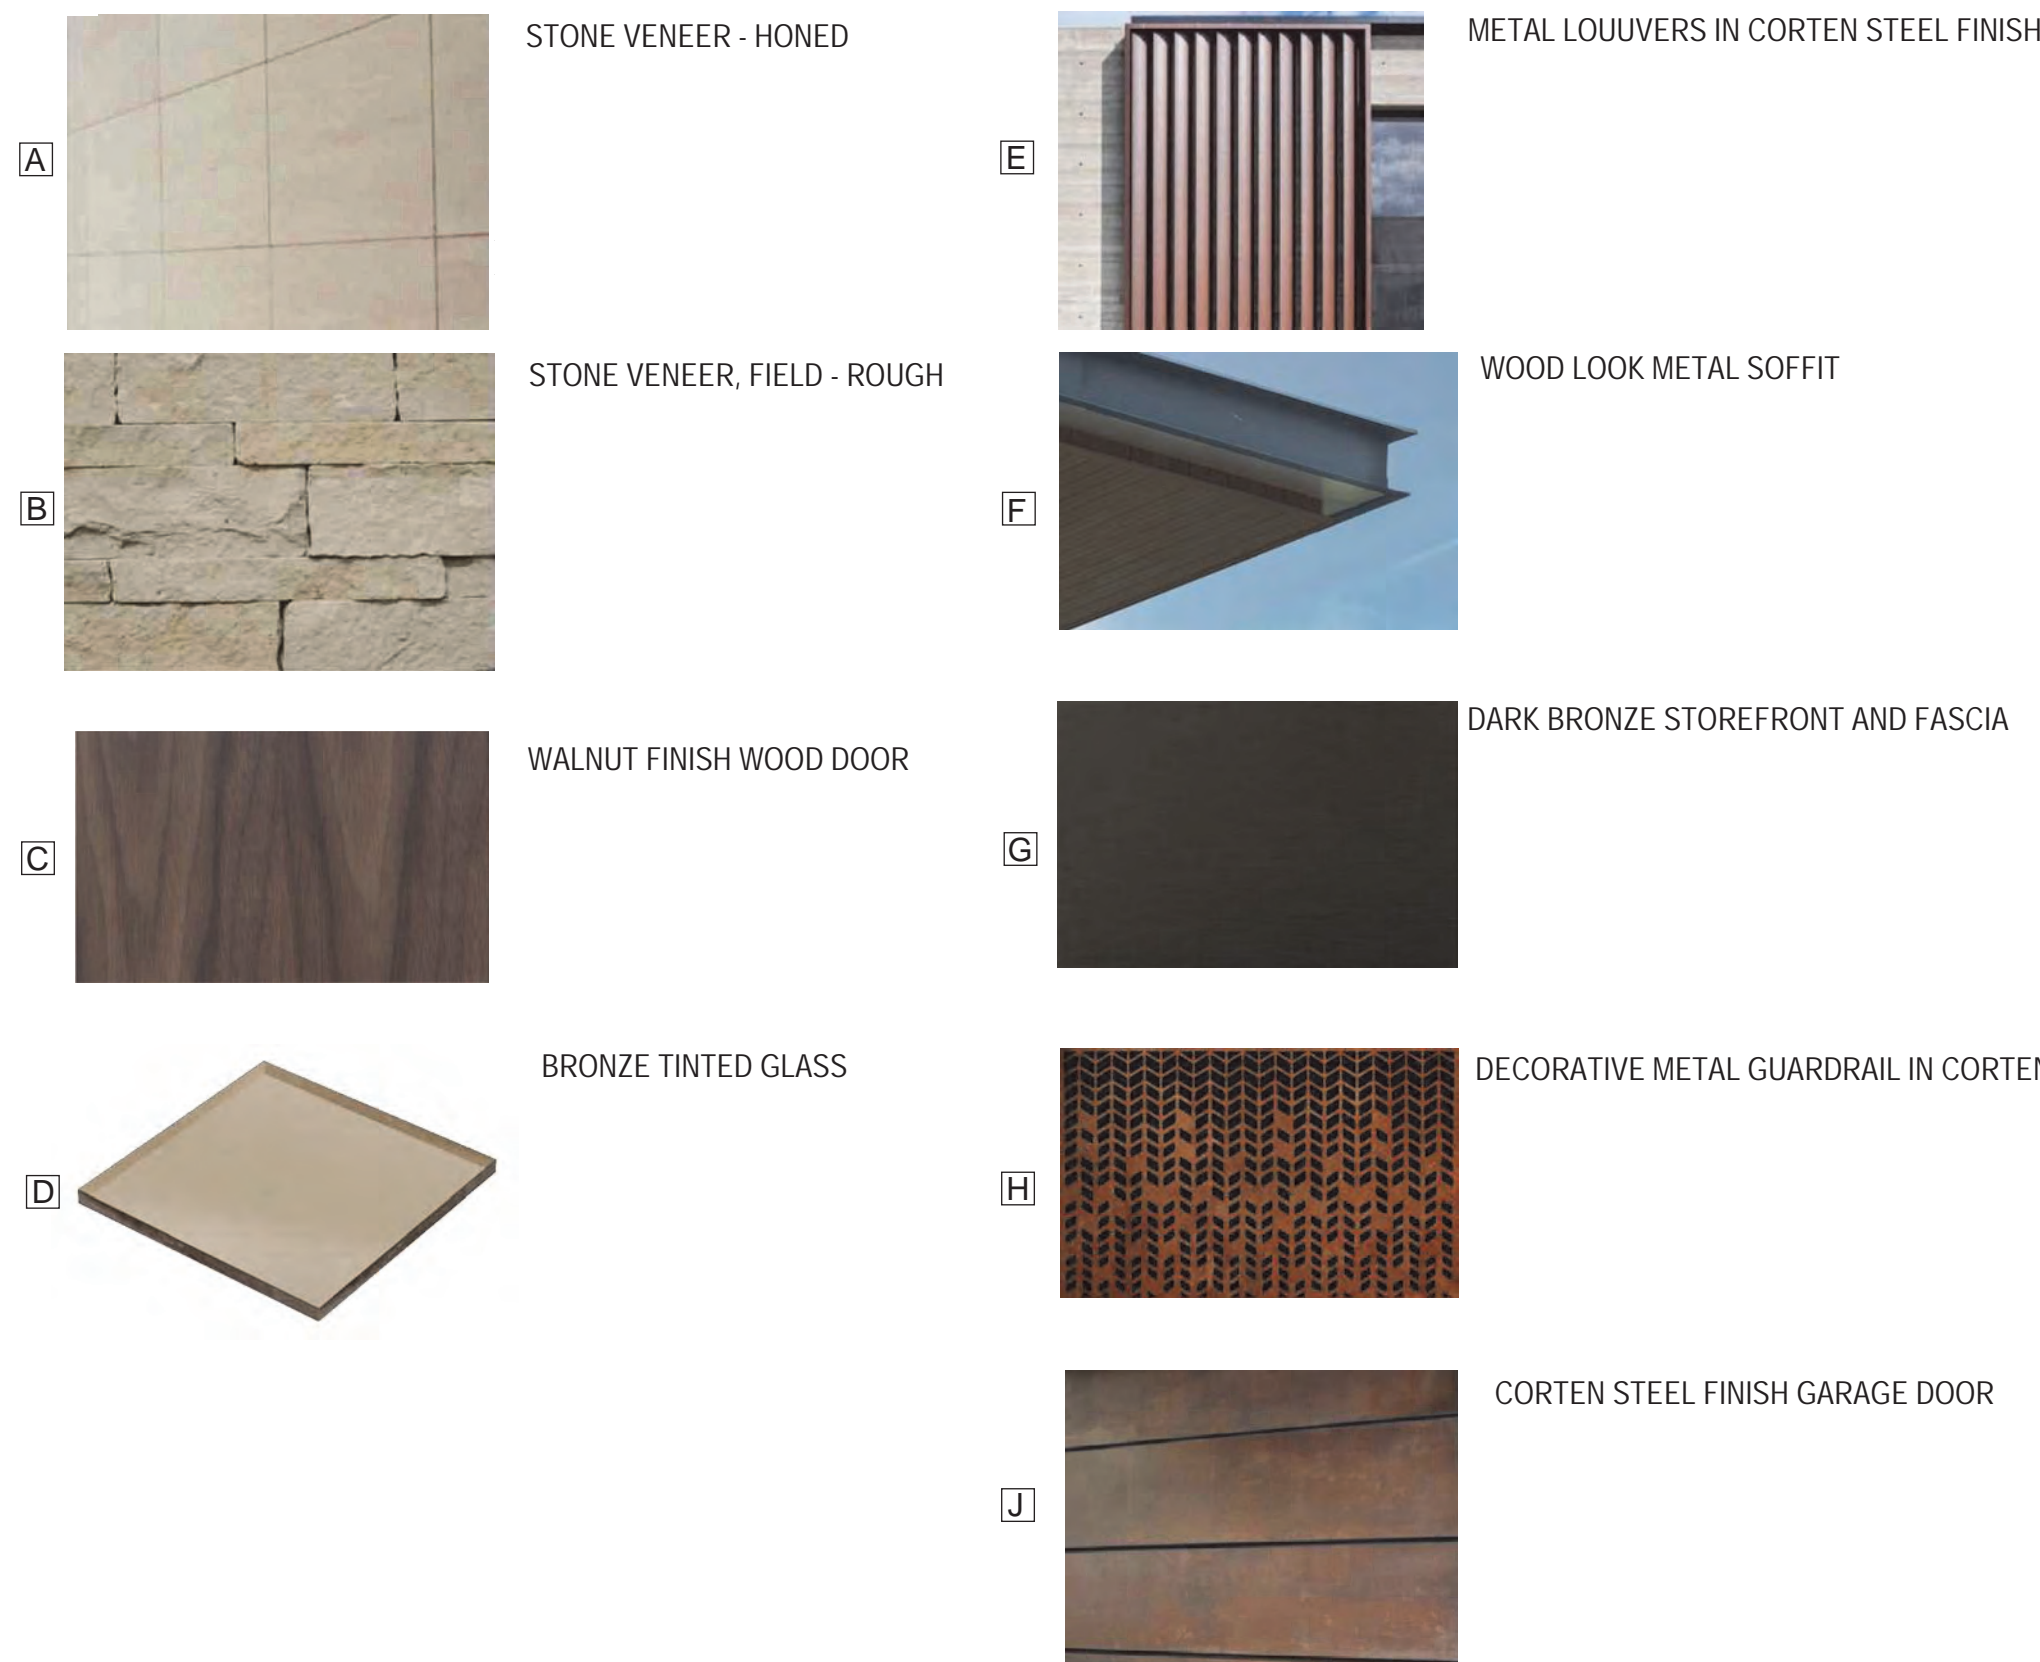 A
STONE VENEER - HONED
B
STONE VENEER, FIELD - ROUGH
C
WALNUT FINISH WOOD DOOR
D
BRONZE TINTED GLASS
E
METAL LOUUVERS IN CORTEN STEEL FINISH
F
WOOD LOOK METAL SOFFIT
G
DARK BRONZE STOREFRONT AND FASCIA
H
DECORATIVE METAL GUARDRAIL IN CORTEN
J
CORTEN STEEL FINISH GARAGE DOOR